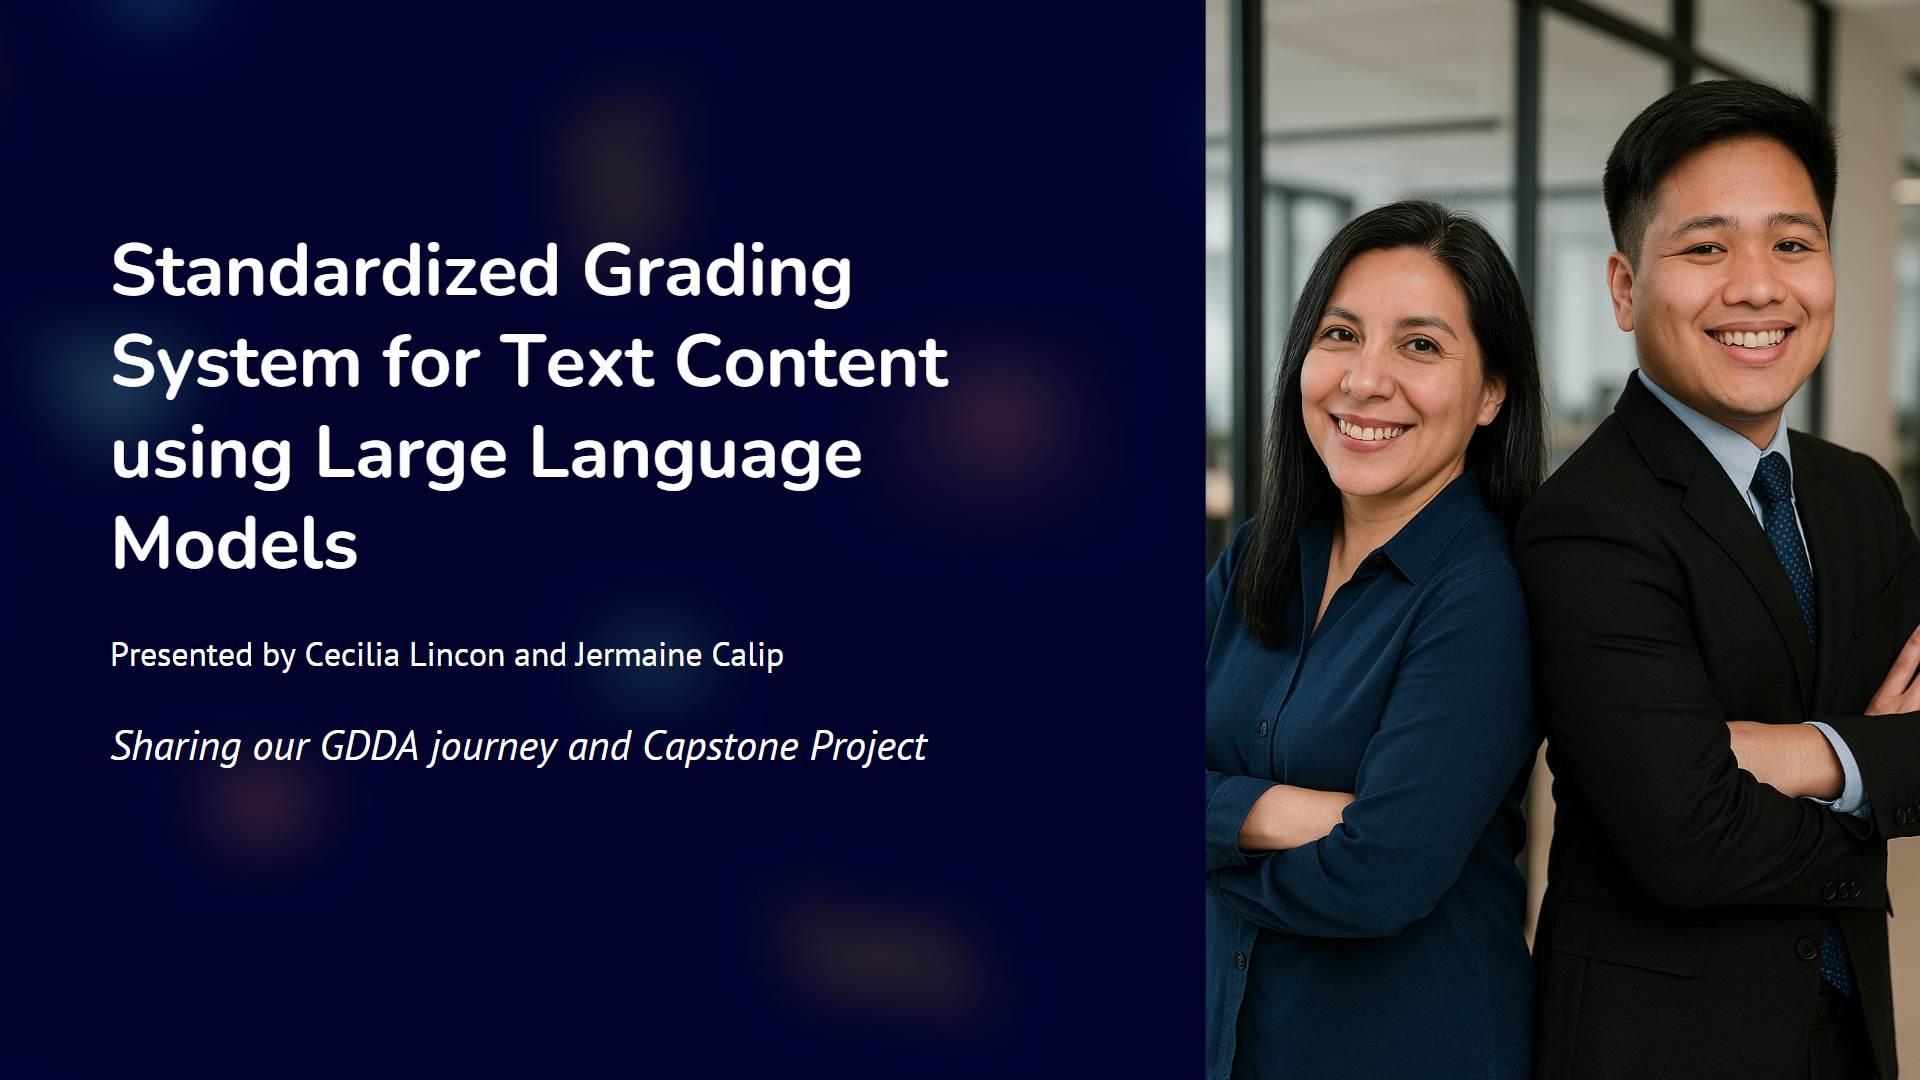 Standardized Grading
System for Text Content
using Large Language
Models
Presented by Cecilia Lincon and Jermaine Calip
Sharing our GDDA journey and Capstone Project